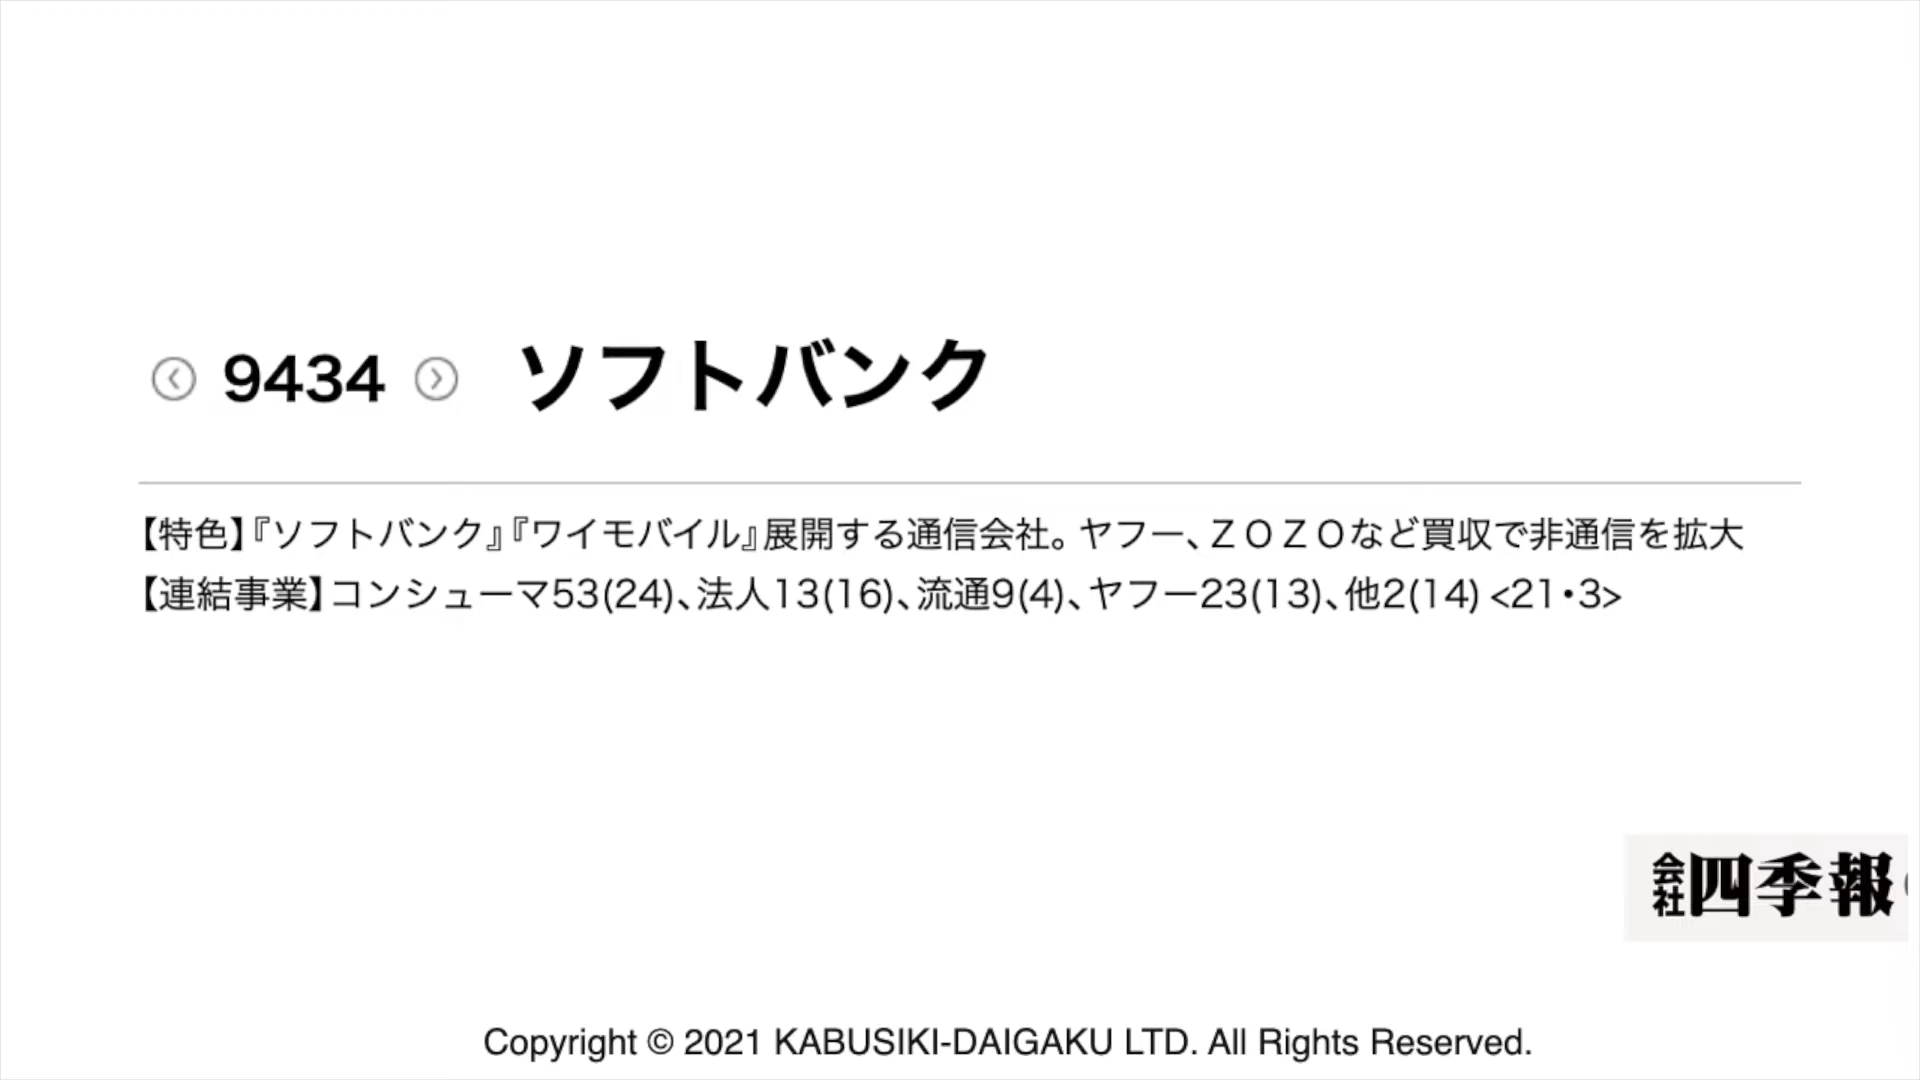 9434 ソフトバンク
【特色】『ソフトバンク』『ワイモバイル』展開する通信会社。ヤフー、ＺＯＺＯなど買収で非通信を拡大
【連結事業】コンシューマ53(24)、法人13(16)、流通9(4)、ヤフー23(13)、他2(14) <21・3>
会社四季報
Copyright © 2021 KABUSIKI-DAIGAKU LTD. All Rights Reserved.